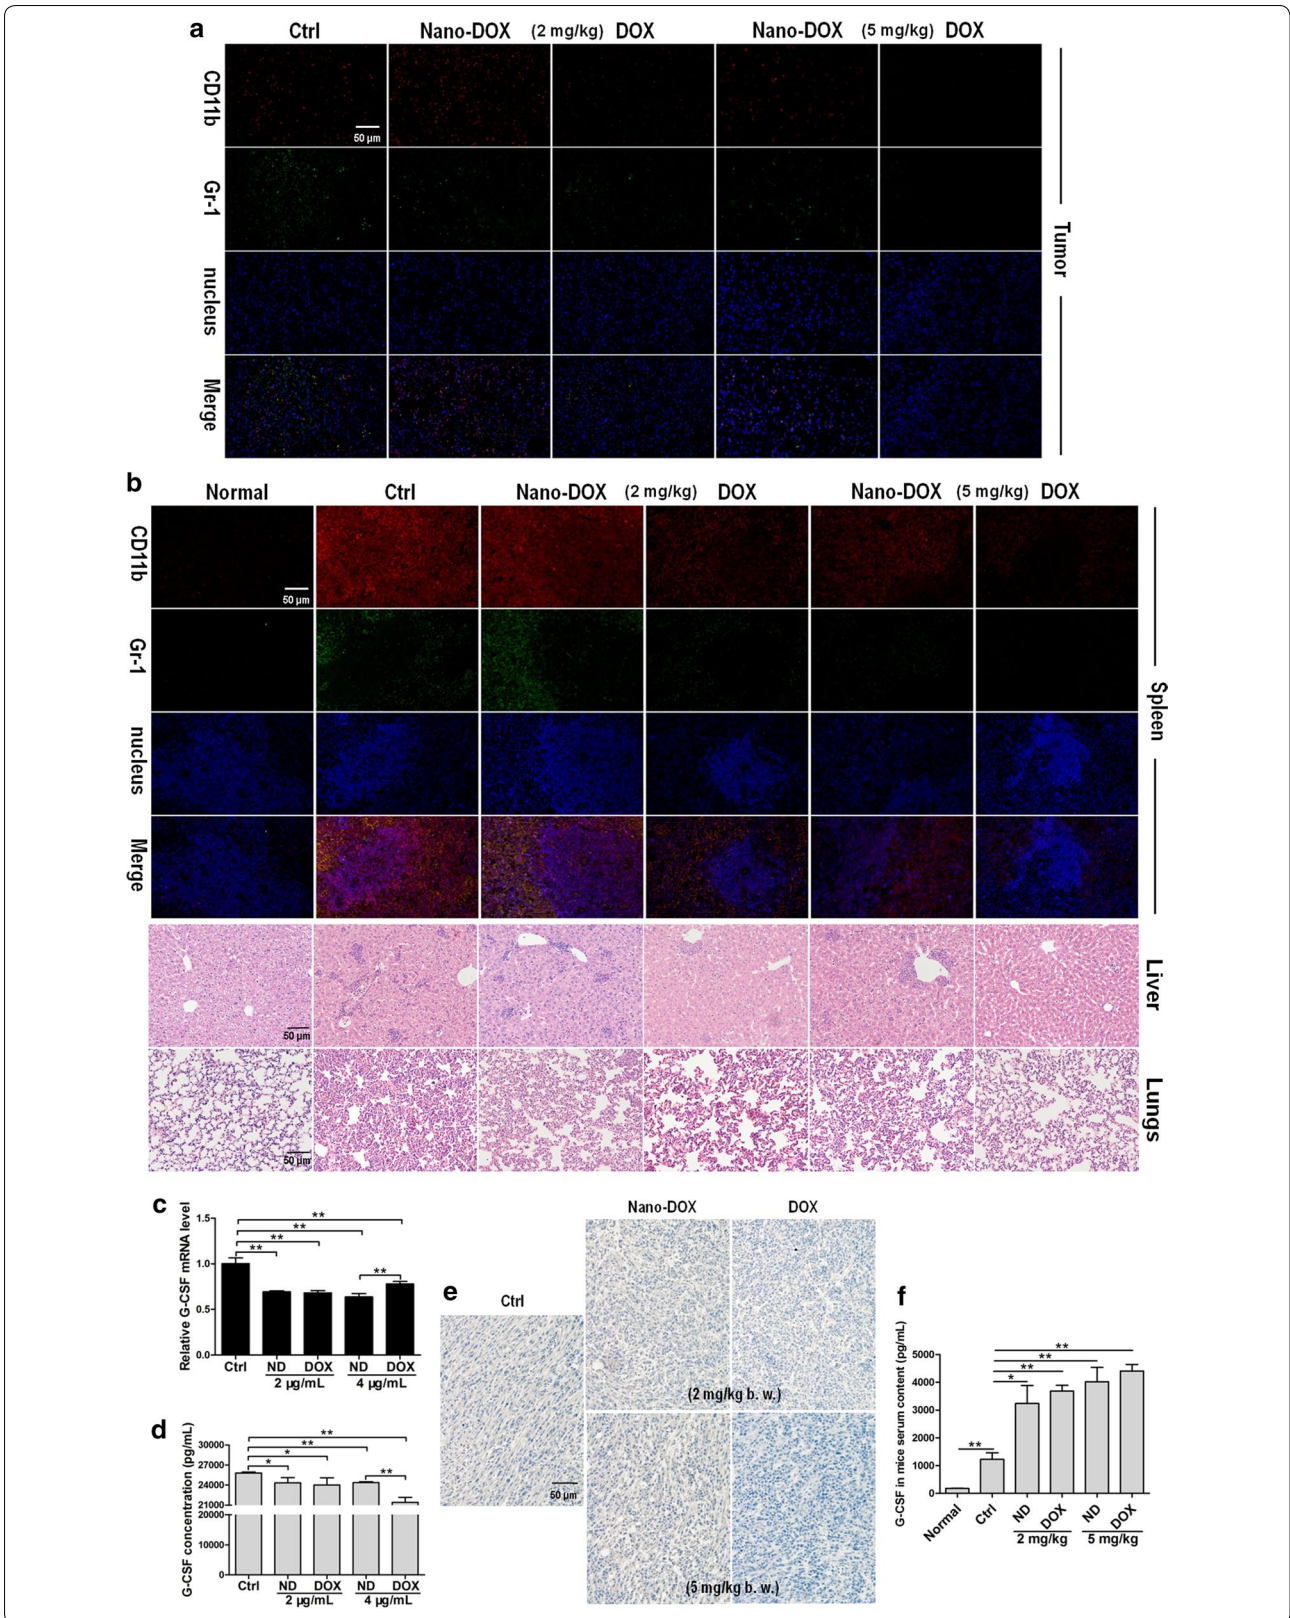 a
Ctrl Nano-DOX (2 mg/kg) DOX Nano-DOX (5 mg/kg) DOX
CD11b
50 µm
Gr-1
nucleus
Merge
Tumor
b
Normal Ctrl Nano-DOX (2 mg/kg) DOX Nano-DOX (5 mg/kg) DOX
CD11b
50 µm
Gr-1
nucleus
Merge
Spleen
50 µm
Liver
50 µm
Lungs
c
Relative G-CSF mRNA level
1.5
1.0
0.5
0.0
**
**
**
**
**
Ctrl ND DOX ND DOX
2 µg/mL 4 µg/mL
d
G-CSF concentration (pg/mL)
30000
27000
24000
21000
20000
10000
0
**
**
*
*
**
Ctrl ND DOX ND DOX
2 µg/mL 4 µg/mL
e
Nano-DOX DOX
Ctrl
(2 mg/kg b. w.)
50 µm
(5 mg/kg b. w.)
f
G-CSF in mice serum content (pg/mL)
5000
4000
3000
2000
1000
0
**
**
**
*
**
Normal Ctrl ND DOX ND DOX
2 mg/kg 5 mg/kg